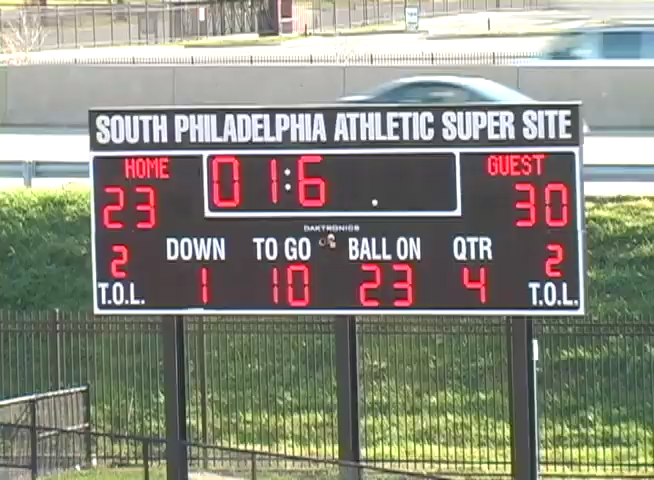 SOUTH PHILADELPHIA ATHLETIC SUPER SITE
HOME 01:6 . GUEST
23 30
DAKTRONICS
2 DOWN TO GO BALL ON QTR 2
T.O.L. 1 10 23 4 T.O.L.